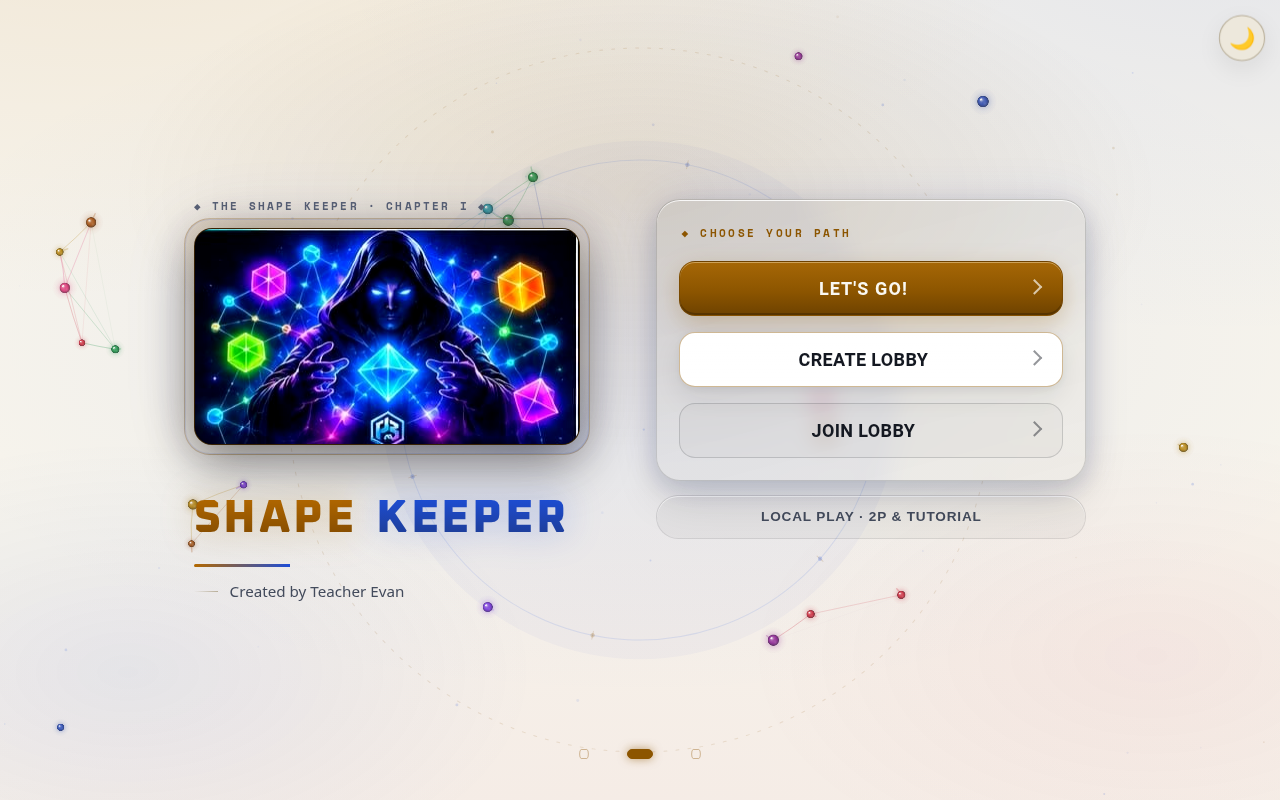 ◆ THE SHAPE KEEPER · CHAPTER I ◆
SHAPE KEEPER
Created by Teacher Evan
◆ CHOOSE YOUR PATH
LET'S GO!
CREATE LOBBY
JOIN LOBBY
LOCAL PLAY · 2P & TUTORIAL